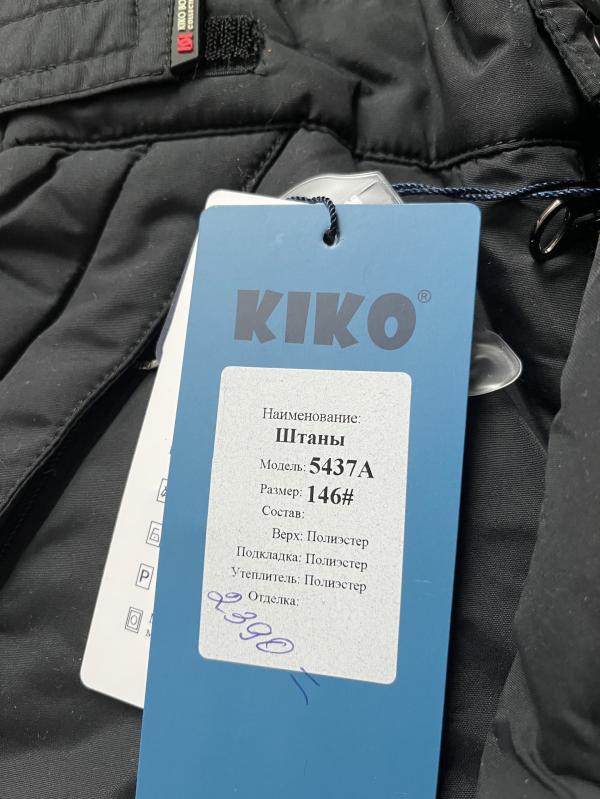 KIKO®
Наименование:
Штаны
Модель: 5437А
Размер: 146#
Состав:
Верх: Полиэстер
Подкладка: Полиэстер
Утеплитель: Полиэстер
Отделка:
2390
Б
Р